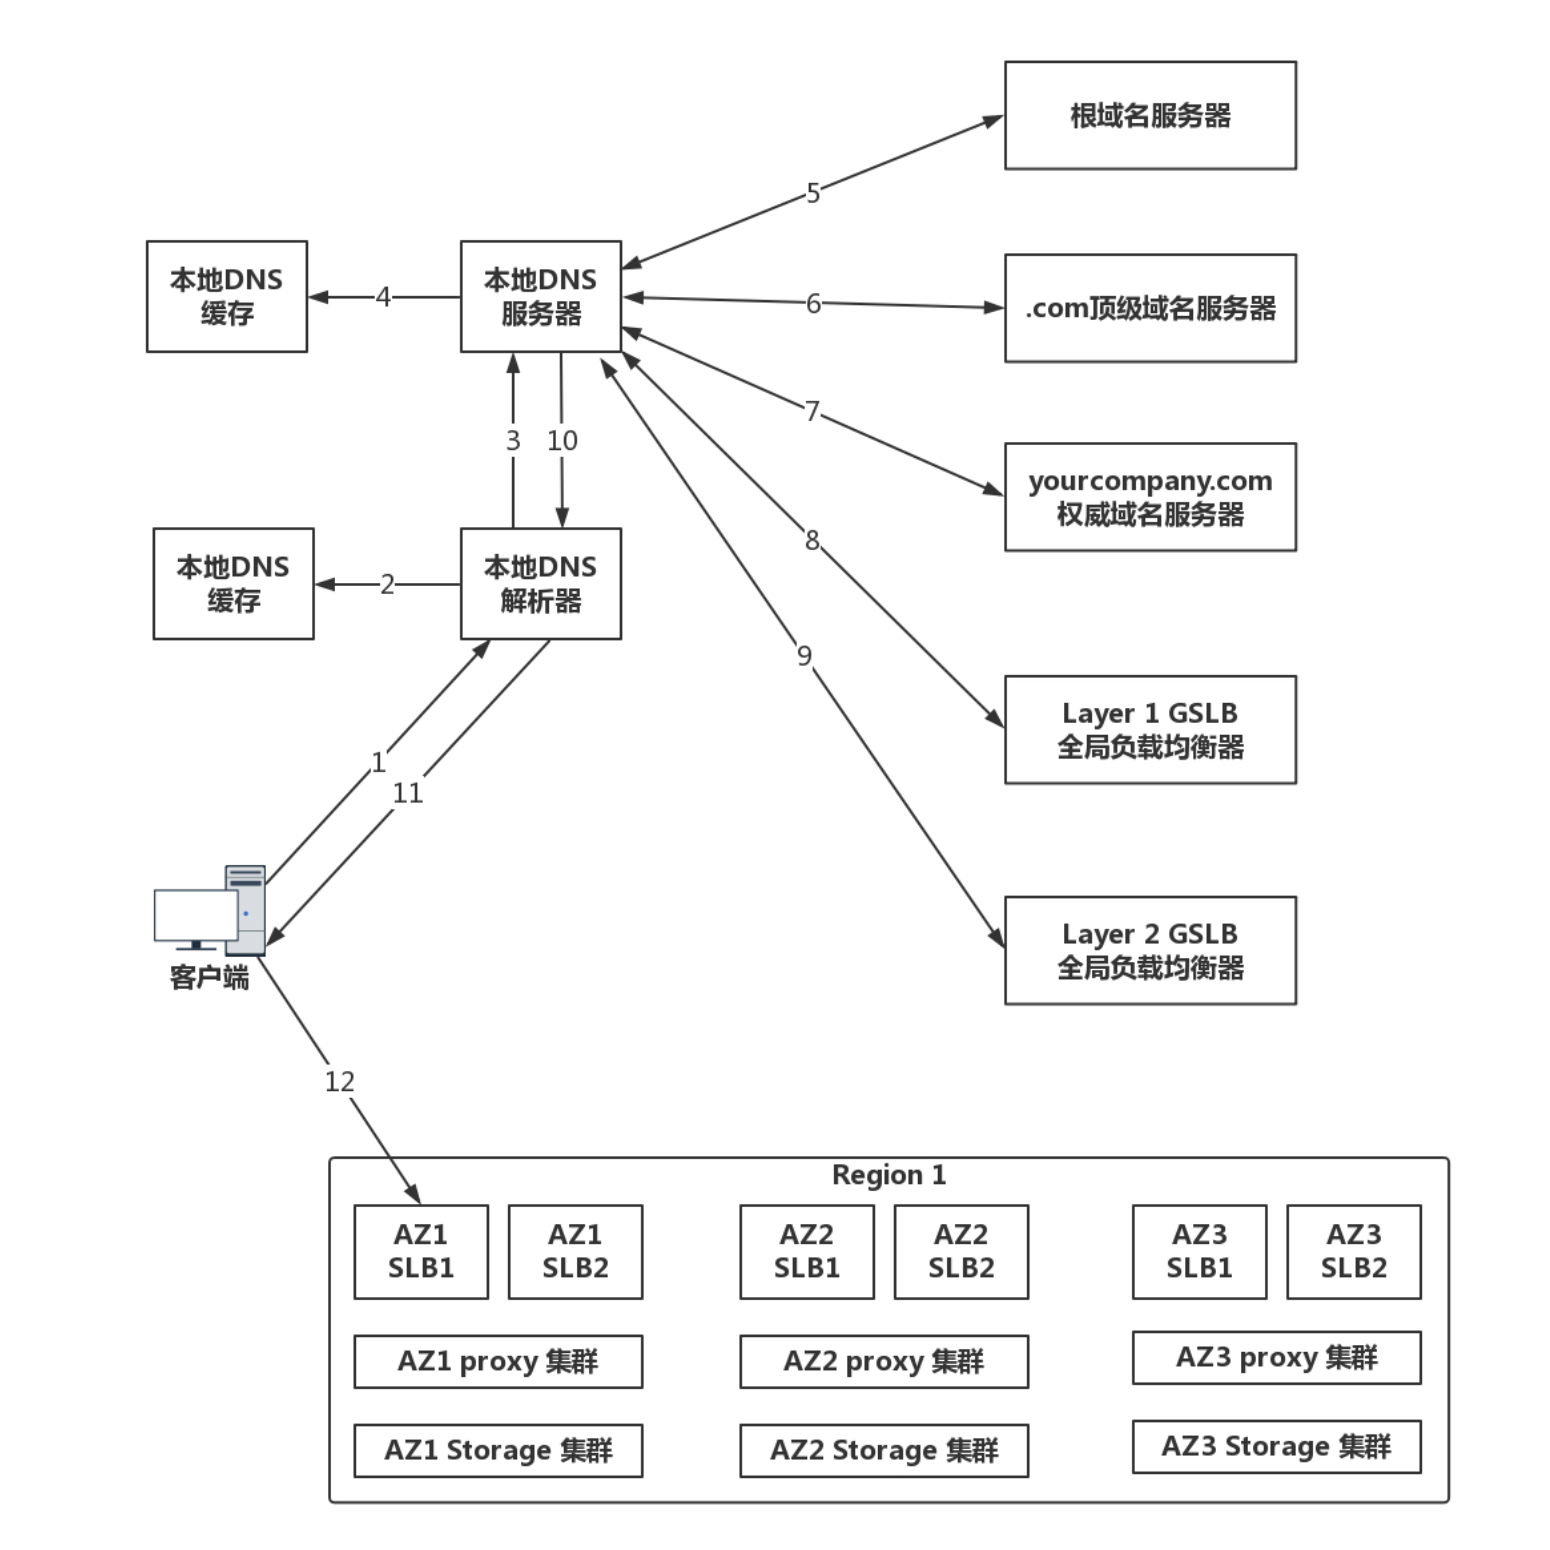 根域名服务器
5
本地DNS
缓存
4
本地DNS
服务器
6
.com顶级域名服务器
7
3
10
yourcompany.com
权威域名服务器
8
本地DNS
缓存
2
本地DNS
解析器
9
Layer 1 GSLB
全局负载均衡器
1
11
客户端
Layer 2 GSLB
全局负载均衡器
12
Region 1
AZ1
SLB1
AZ1
SLB2
AZ2
SLB1
AZ2
SLB2
AZ3
SLB1
AZ3
SLB2
AZ1 proxy 集群
AZ2 proxy 集群
AZ3 proxy 集群
AZ1 Storage 集群
AZ2 Storage 集群
AZ3 Storage 集群